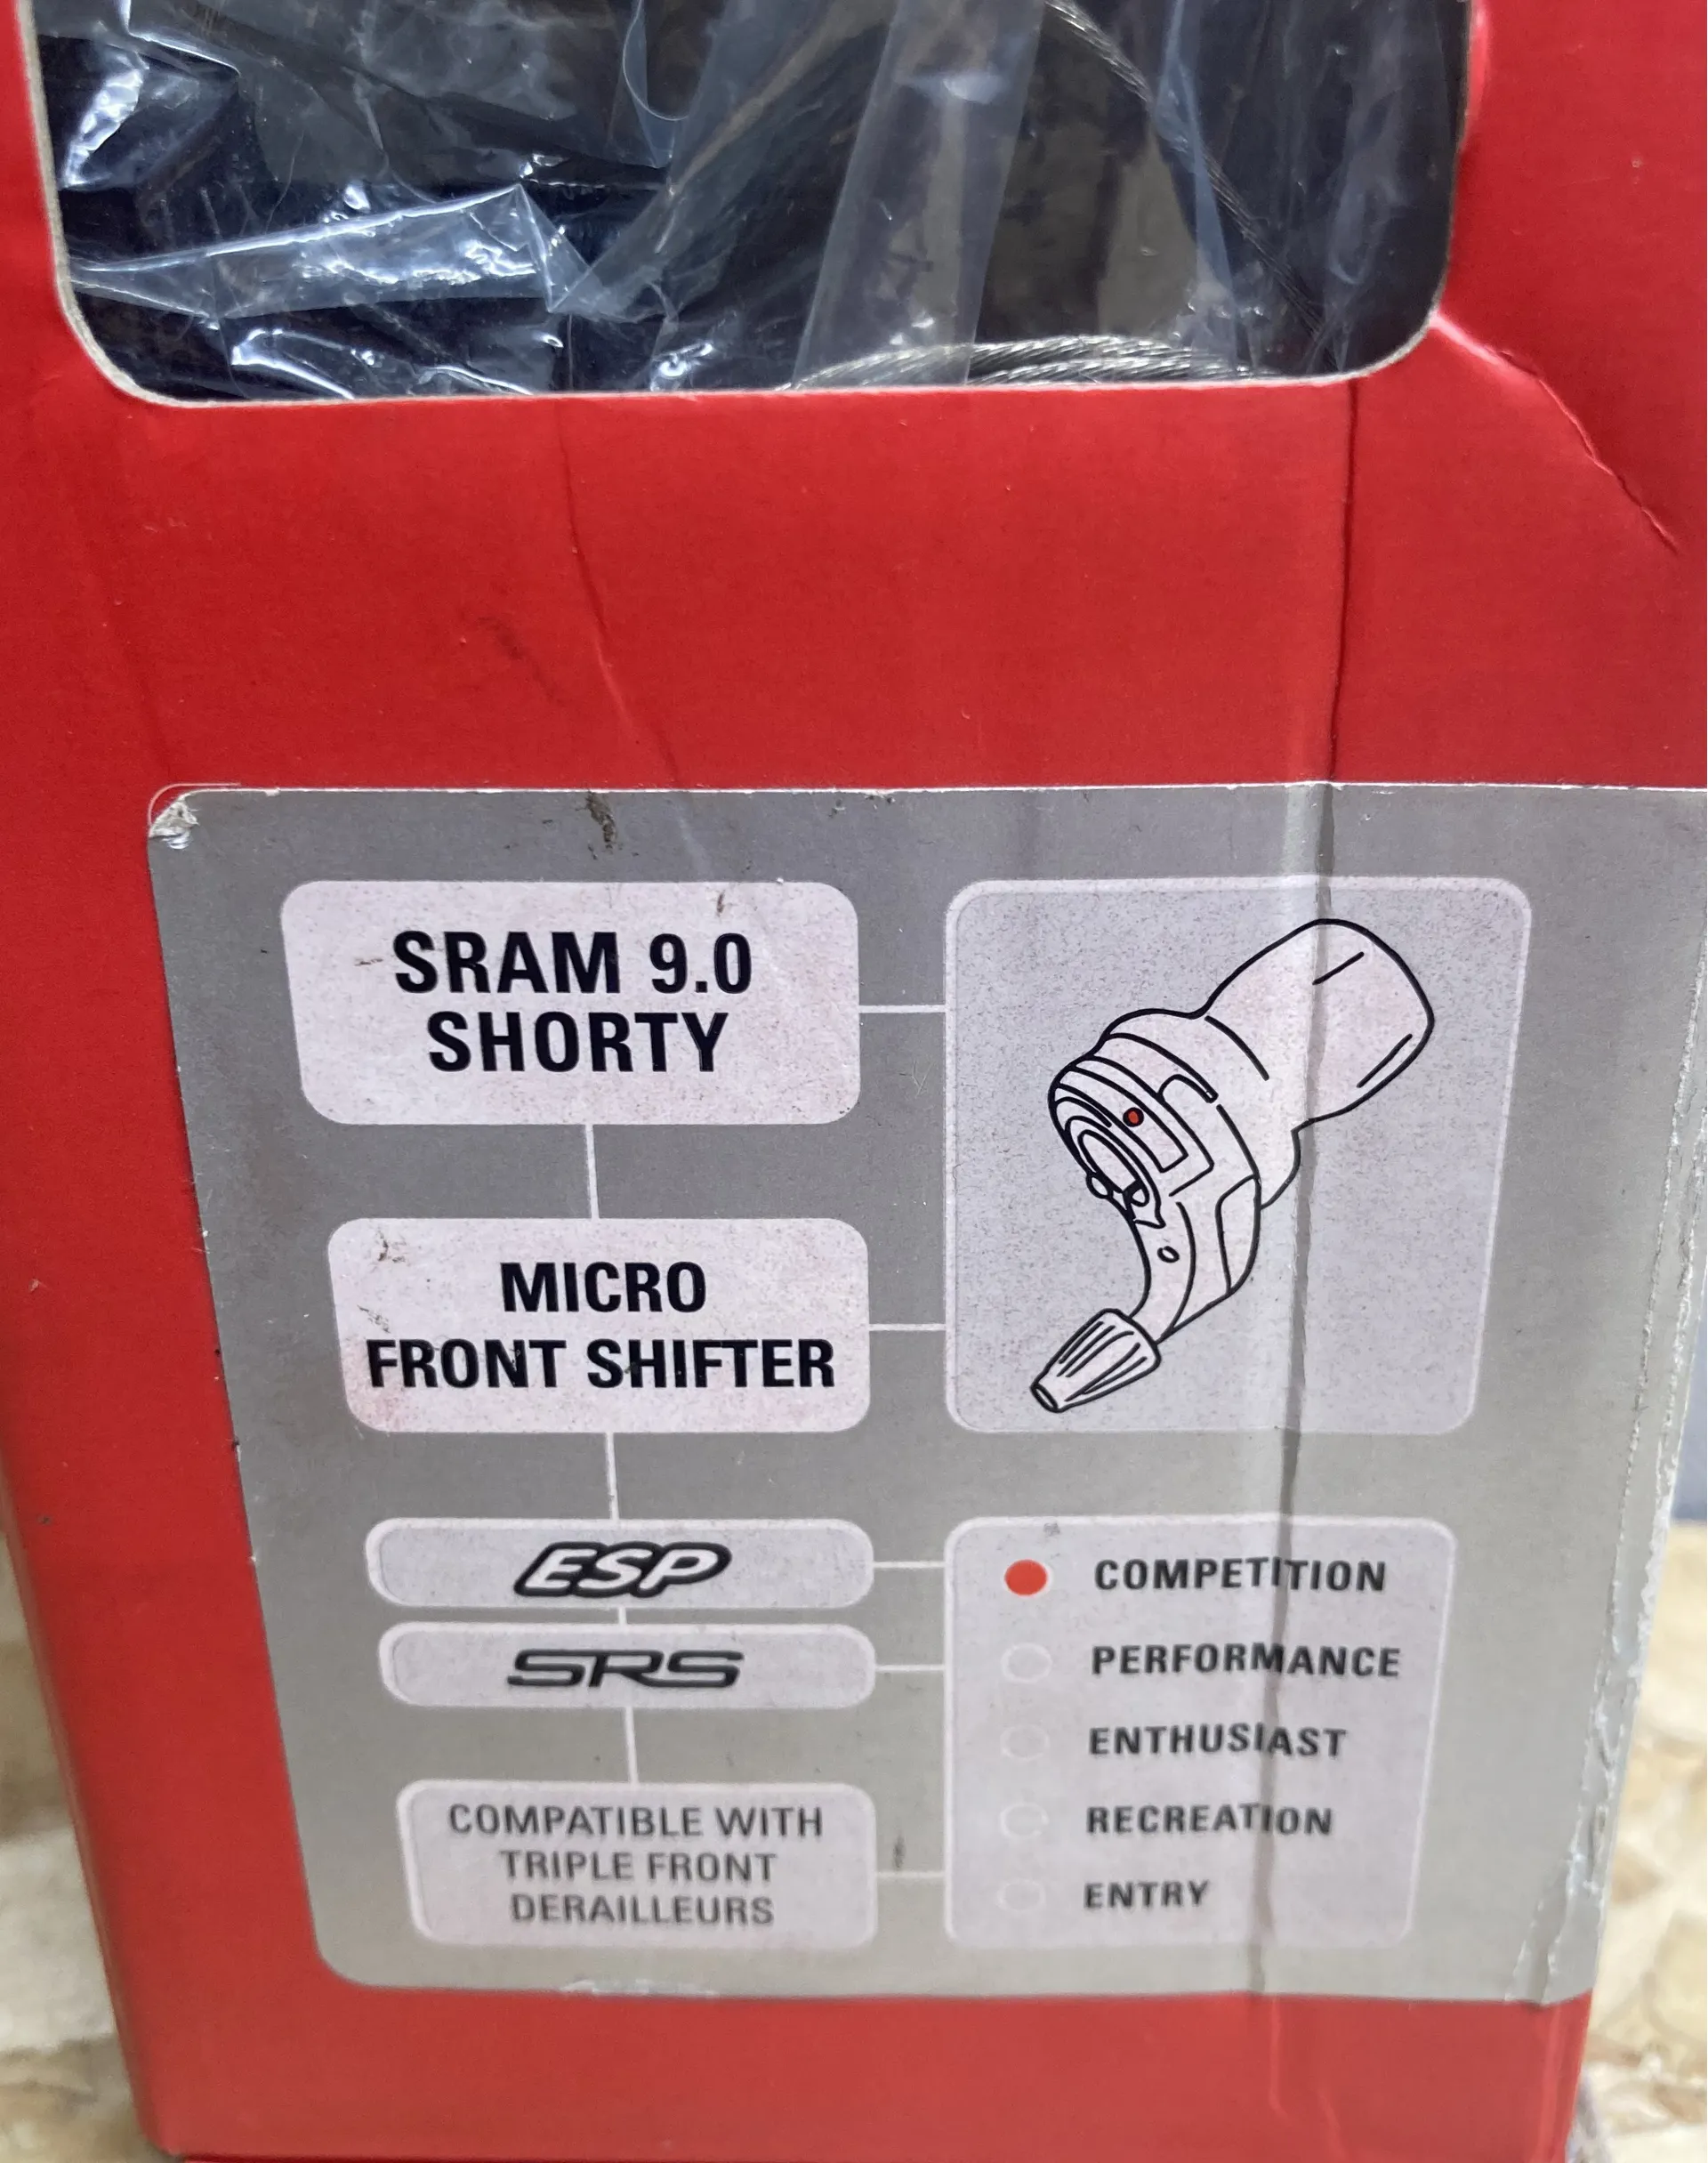 SRAM 9.0
SHORTY
MICRO
FRONT SHIFTER
ESP
SRS
COMPATIBLE WITH
TRIPLE FRONT
DERAILLEURS
COMPETITION
PERFORMANCE
ENTHUSIAST
RECREATION
ENTRY